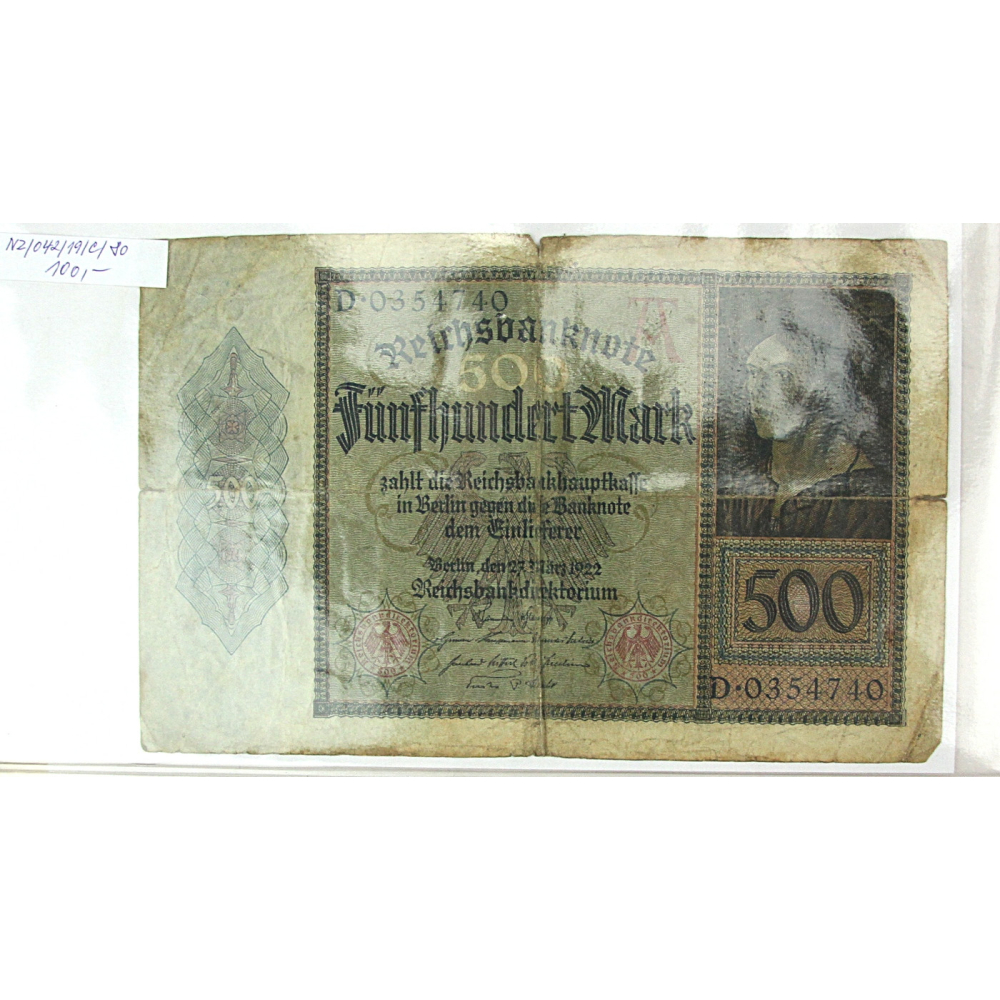 NZ/042/19/C/80
100,-
D·0354740
Reichsbanknote
500
Fünfhundert Mark
zahlt die Reichsbankhauptkasse
in Berlin gegen diese Banknote
dem Einlieferer
Berlin, den 27. März 1922
Reichsbankdirektorium
500
500
D·0354740